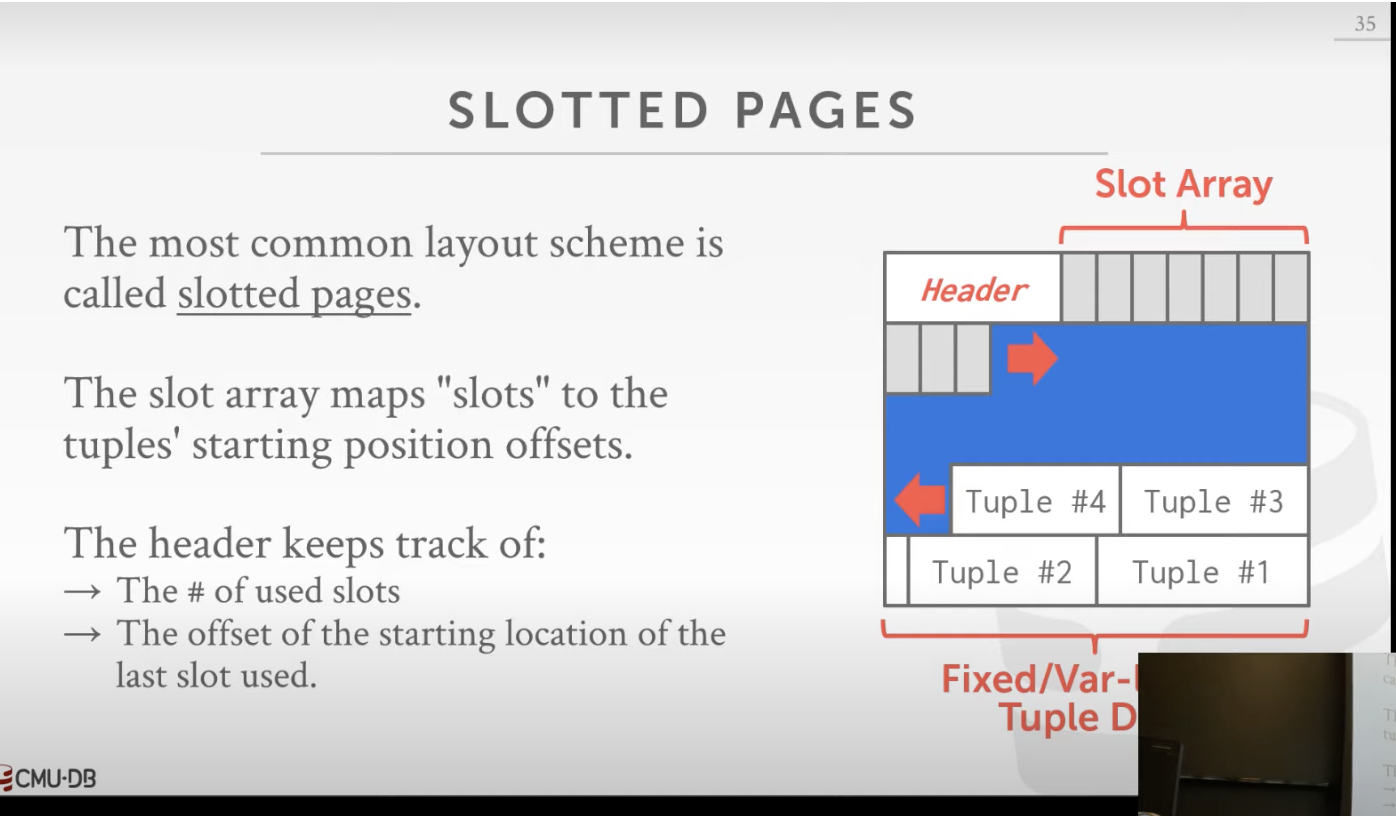 35
SLOTTED PAGES
The most common layout scheme is
called slotted pages.
The slot array maps "slots" to the
tuples' starting position offsets.
The header keeps track of:
→ The # of used slots
→ The offset of the starting location of the
last slot used.
Slot Array
Header
Tuple #4 Tuple #3
Tuple #2 Tuple #1
Fixed/Var-
Tuple D
CMU·DB